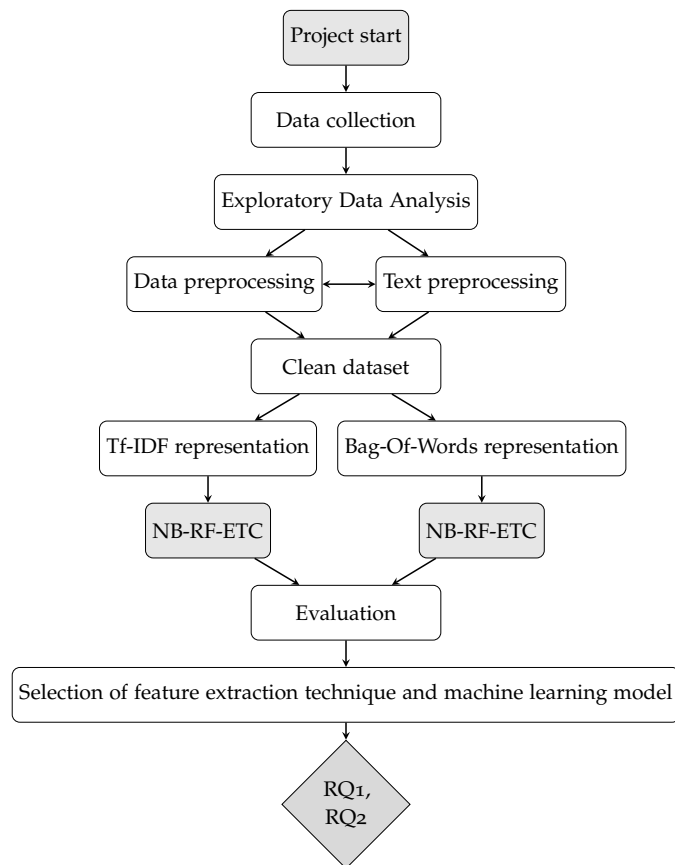 Project start
Data collection
Exploratory Data Analysis
Data preprocessing
Text preprocessing
Clean dataset
Tf-IDF representation
Bag-Of-Words representation
NB-RF-ETC
NB-RF-ETC
Evaluation
Selection of feature extraction technique and machine learning model
RQ1,
RQ2